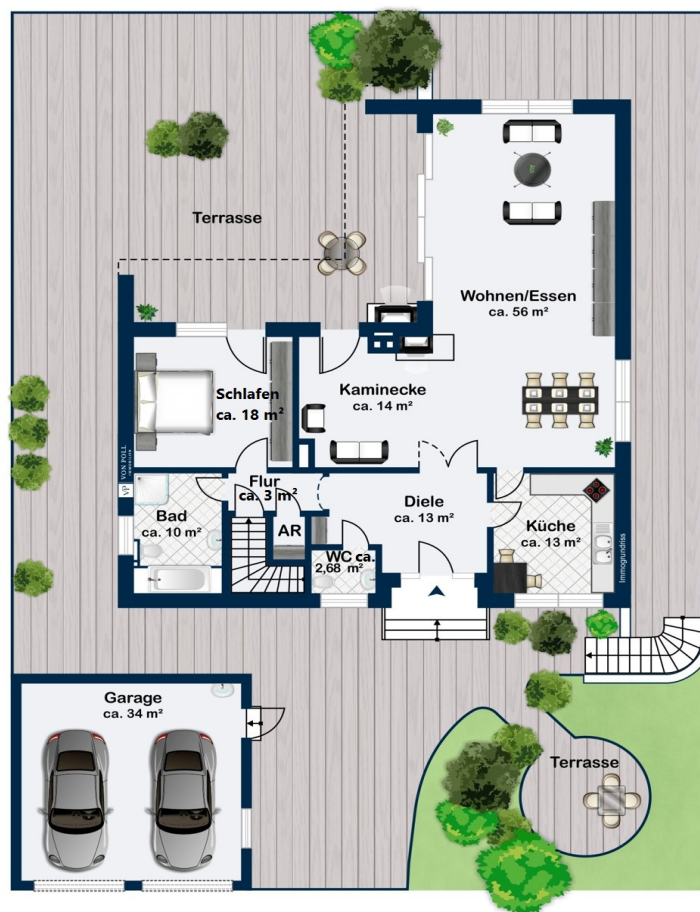 Terrasse
Wohnen/Essen
ca. 56 m²
Kaminecke
ca. 14 m²
Schlafen
ca. 18 m²
VON POLL
IMMOBILIEN
VP
Flur
ca. 3 m²
Diele
ca. 13 m²
Bad
ca. 10 m²
AR
WC ca.
2,68 m²
Küche
ca. 13 m²
Immogrundriss
Garage
ca. 34 m²
Terrasse